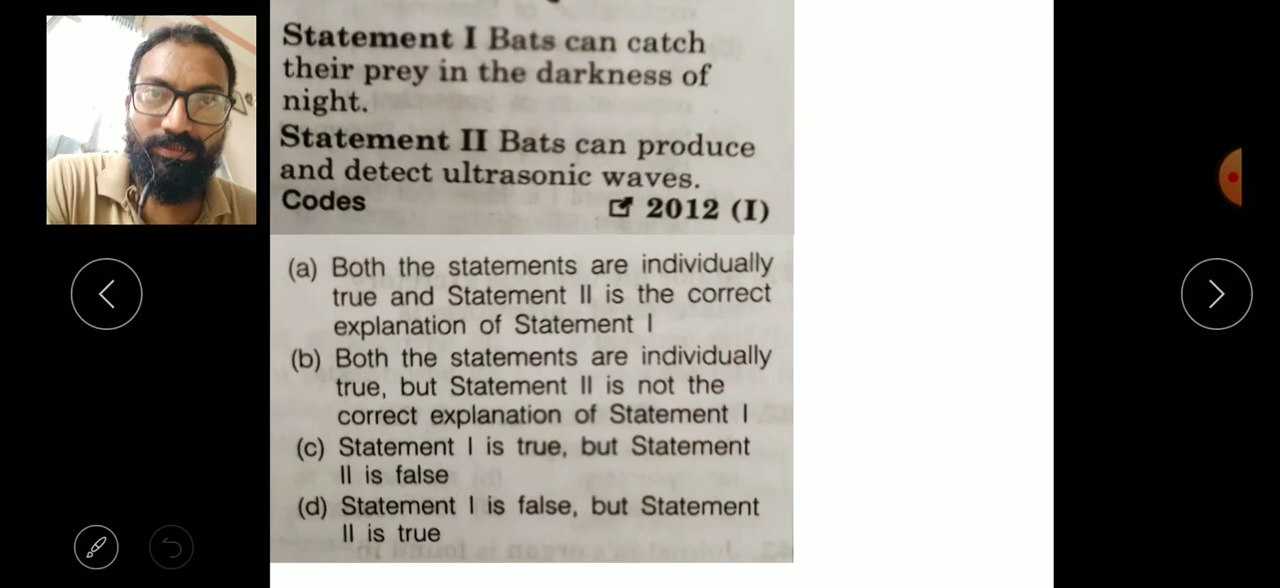 Statement I Bats can catch
their prey in the darkness of
night.
Statement II Bats can produce
and detect ultrasonic waves.
Codes 2012 (I)
(a) Both the statements are individually
true and Statement II is the correct
explanation of Statement I
(b) Both the statements are individually
true, but Statement II is not the
correct explanation of Statement I
(c) Statement I is true, but Statement
II is false
(d) Statement I is false, but Statement
II is true